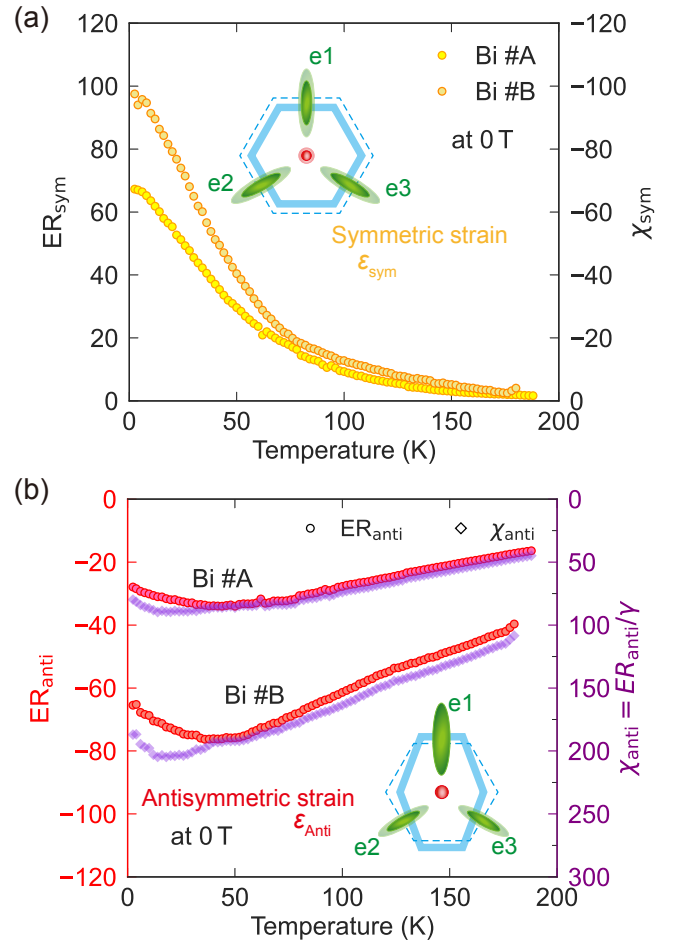 (a)
120
100
80
60
40
20
0
ER_sym
−120
−100
−80
−60
−40
−20
0
χ_sym
e1
e2
e3
Bi #A
Bi #B
at 0 T
Symmetric strain
ε_sym
0
50
100
150
200
Temperature (K)
(b)
0
−20
−40
−60
−80
−100
−120
ER_anti
0
50
100
150
200
250
300
χ_anti = ER_anti/γ
ER_anti
χ_anti
Bi #A
Bi #B
e1
e2
e3
Antisymmetric strain
ε_Anti
at 0 T
0
50
100
150
200
Temperature (K)